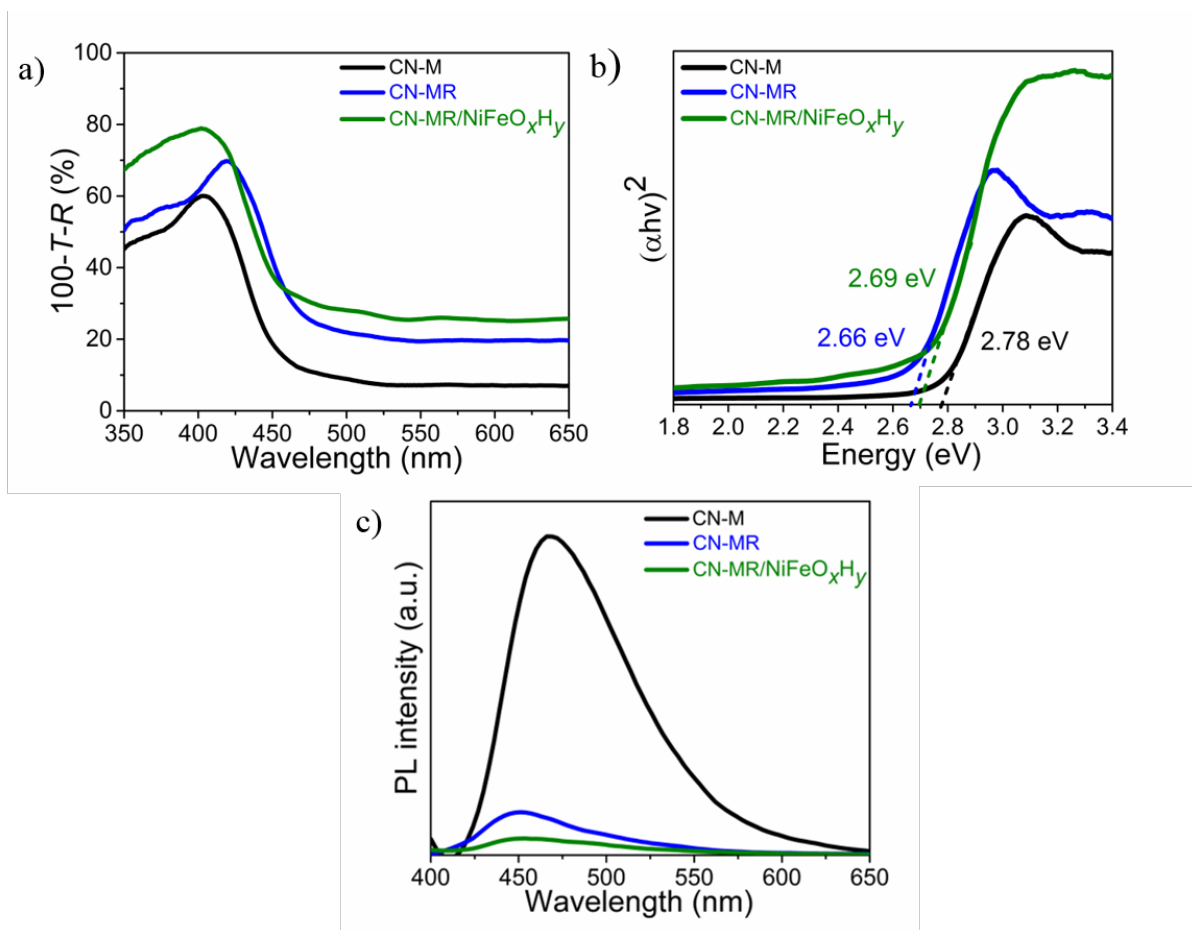 a)
100-T-R (%)
100
80
60
40
20
0
CN-M
CN-MR
CN-MR/NiFeOxHy
350 400 450 500 550 600 650
Wavelength (nm)
b)
(αhv)2
CN-M
CN-MR
CN-MR/NiFeOxHy
2.69 eV
2.66 eV
2.78 eV
1.8 2.0 2.2 2.4 2.6 2.8 3.0 3.2 3.4
Energy (eV)
c)
PL intensity (a.u.)
CN-M
CN-MR
CN-MR/NiFeOxHy
400 450 500 550 600 650
Wavelength (nm)